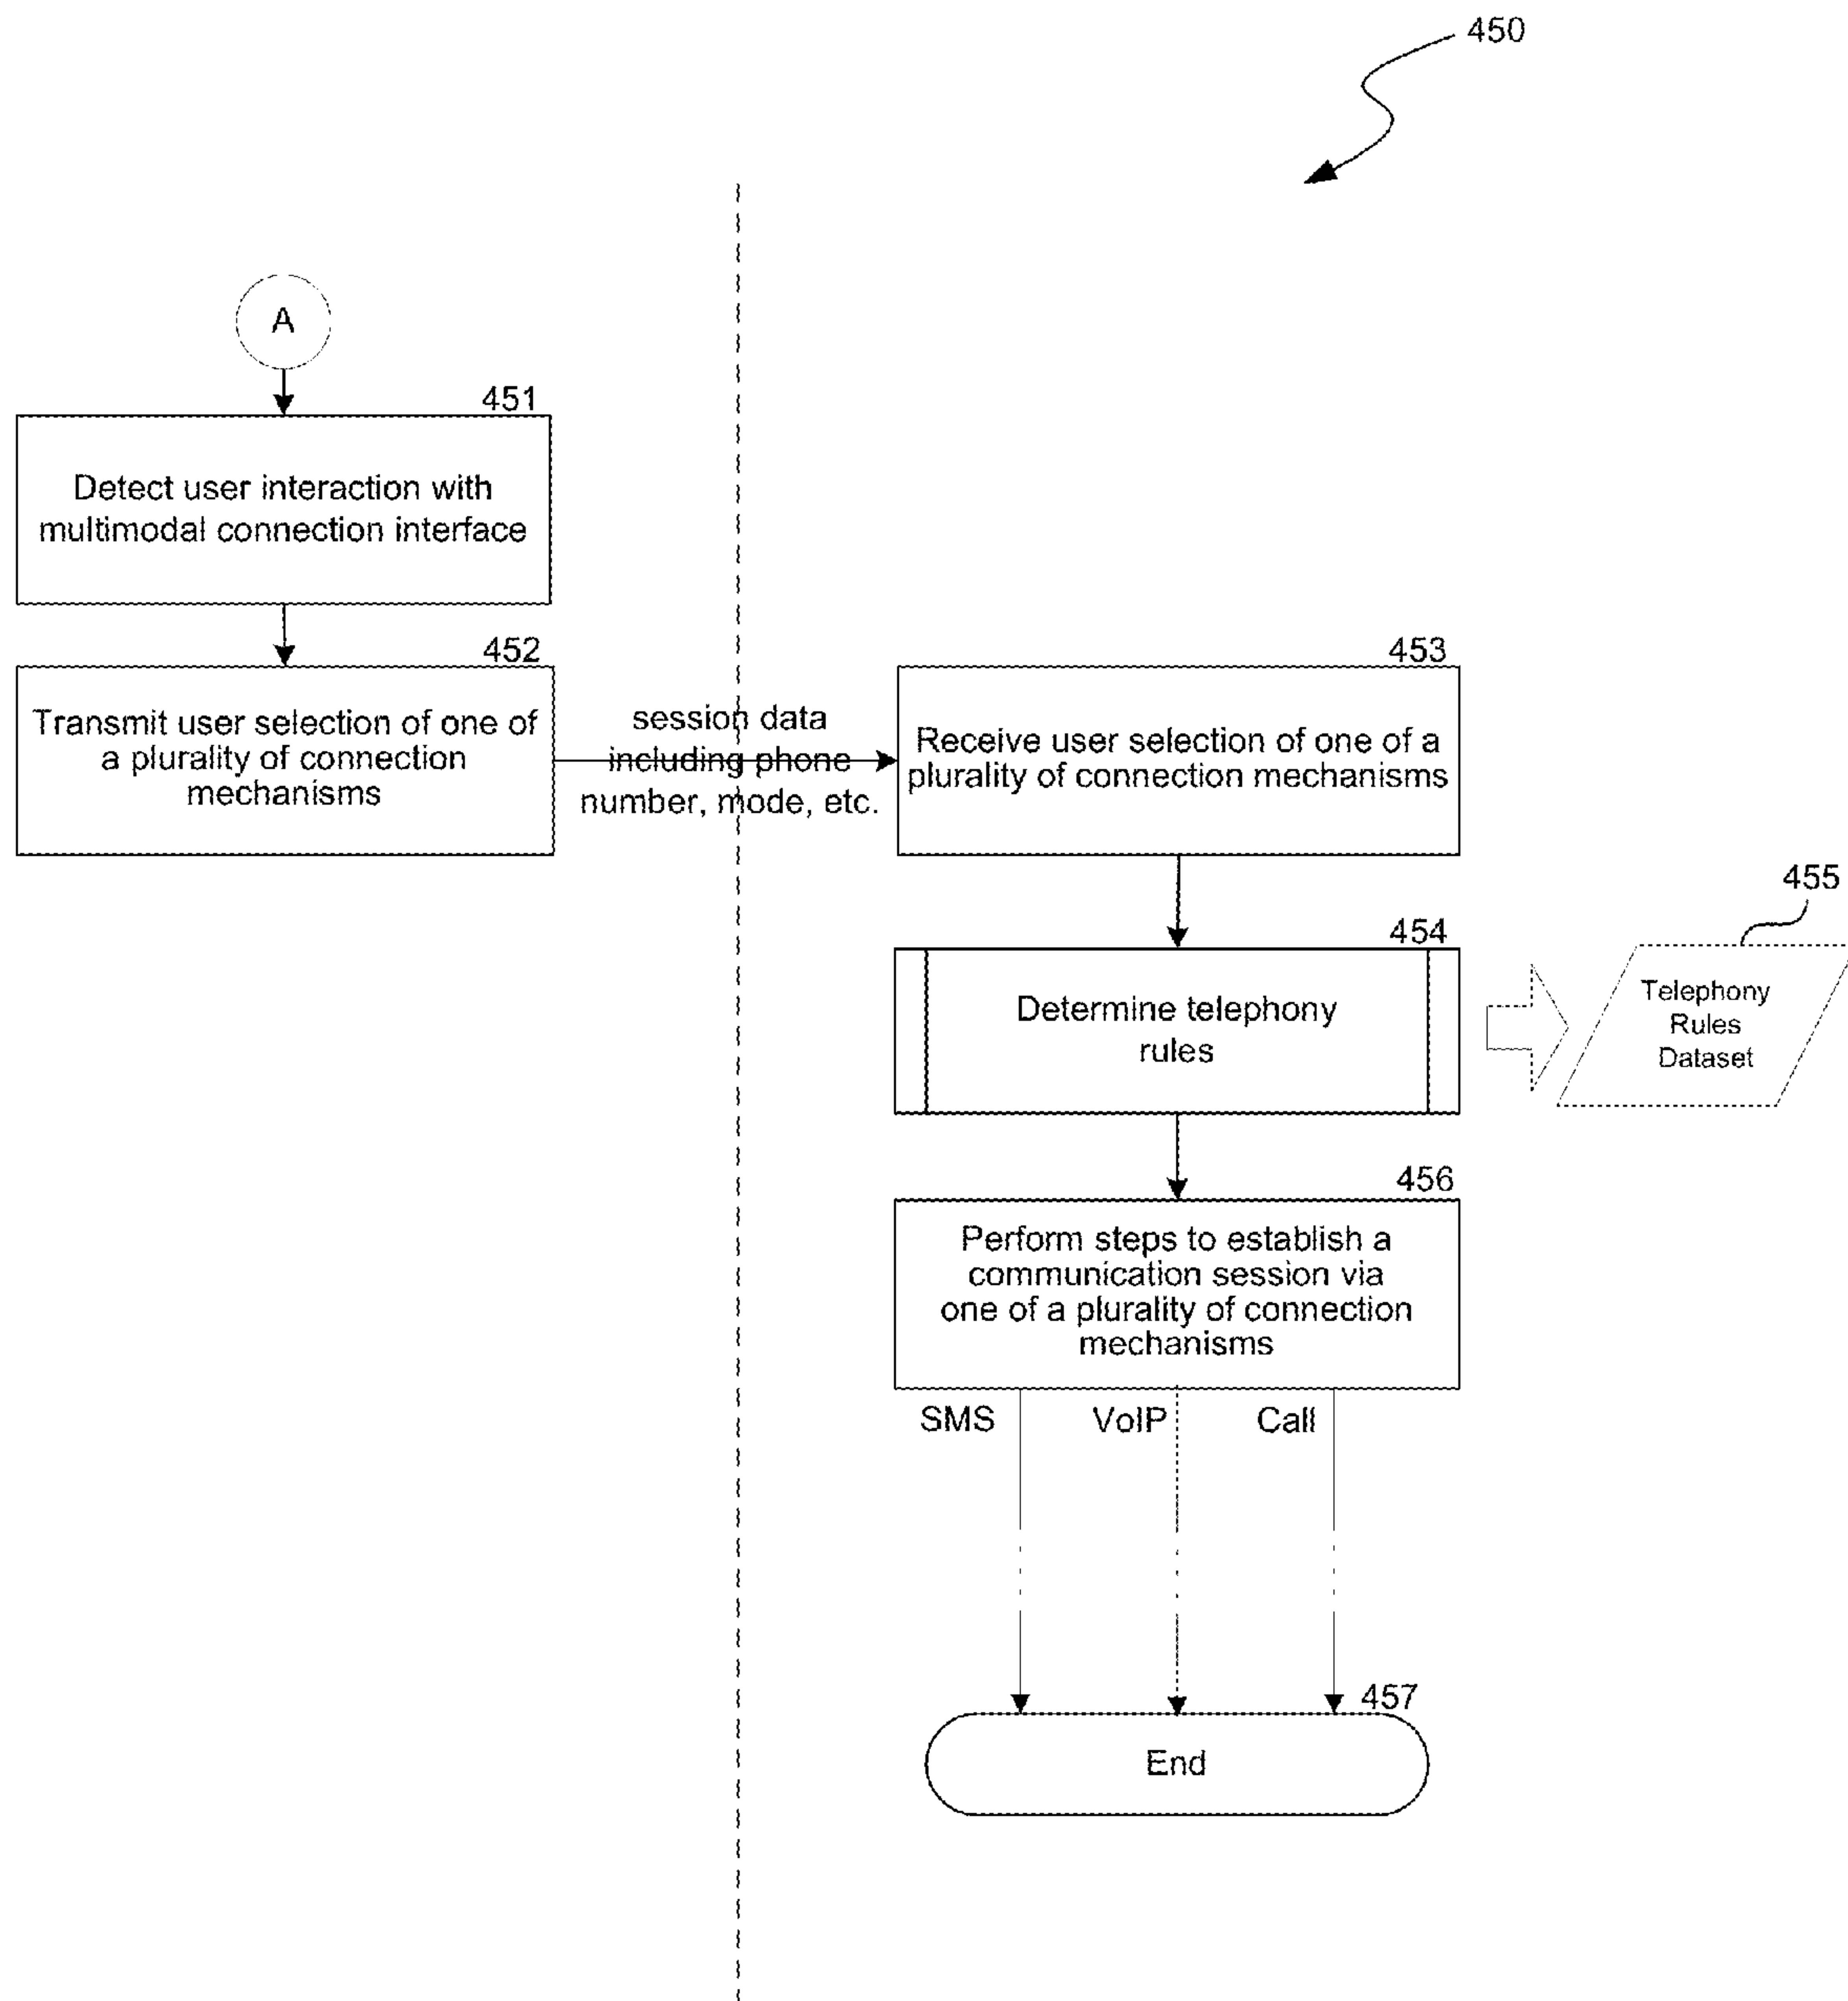 450
A
451
Detect user interaction with
multimodal connection interface
452
Transmit user selection of one of
a plurality of connection
mechanisms
session data
including phone
number, mode, etc.
453
Receive user selection of one of a
plurality of connection mechanisms
454
Determine telephony
rules
455
Telephony
Rules
Dataset
456
Perform steps to establish a
communication session via
one of a plurality of connection
mechanisms
SMS
VoIP
Call
457
End